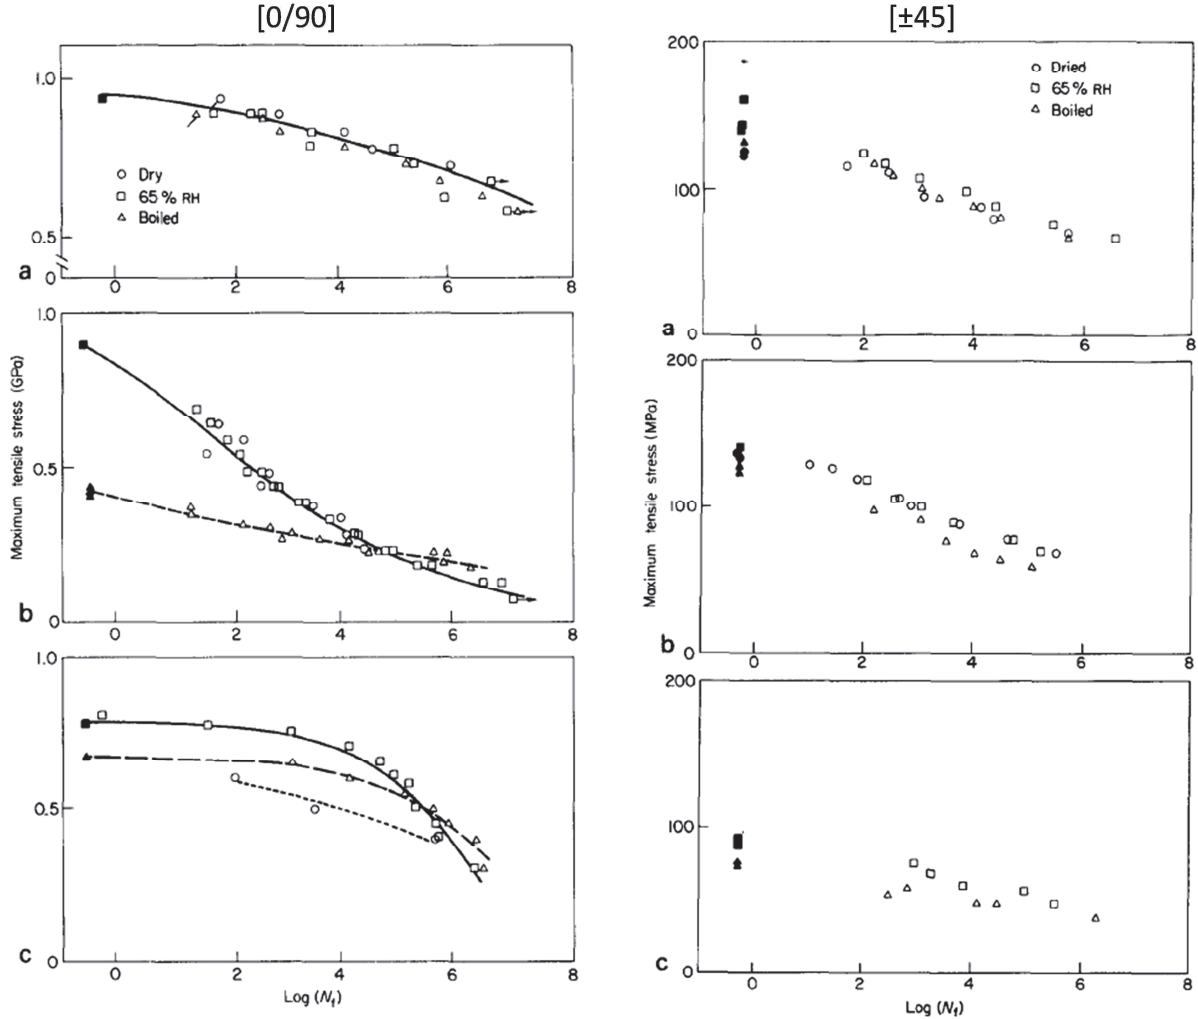 [0/90]
1.0
Dry
65% RH
Boiled
0.5
a
0
0 2 4 6 8
1.0
0.5
b
0
0 2 4 6 8
1.0
0.5
c
0
0 2 4 6 8
Maximum tensile stress (GPa)
Log (Nf)
[±45]
200
Dried
65% RH
Boiled
100
a
0
0 2 4 6 8
200
100
b
0
0 2 4 6 8
200
100
c
0
0 2 4 6 8
Maximum tensile stress (MPa)
Log (Nf)